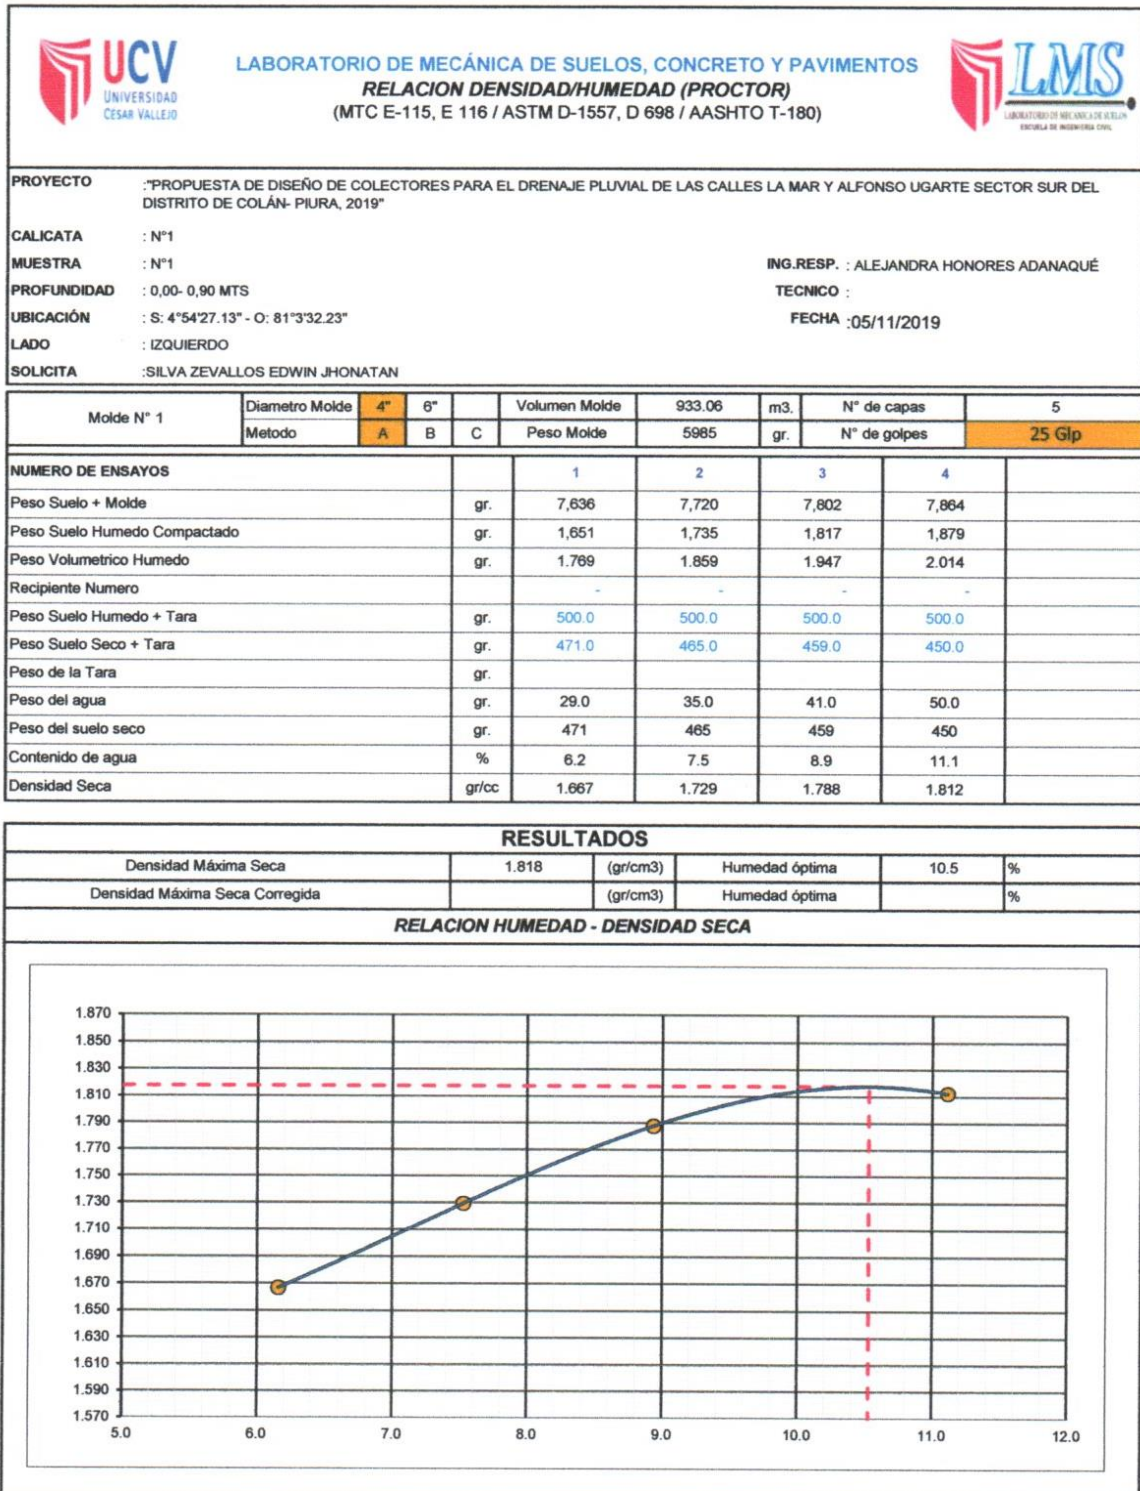 UCV
UNIVERSIDAD
CÉSAR VALLEJO
LABORATORIO DE MECÁNICA DE SUELOS, CONCRETO Y PAVIMENTOS
RELACION DENSIDAD/HUMEDAD (PROCTOR)
(MTC E-115, E 116 / ASTM D-1557, D 698 / AASHTO T-180)
LMS
LABORATORIO DE MECANICA DE SUELOS
ESCUELA DE INGENIERIA CIVIL
PROYECTO :"PROPUESTA DE DISEÑO DE COLECTORES PARA EL DRENAJE PLUVIAL DE LAS CALLES LA MAR Y ALFONSO UGARTE SECTOR SUR DEL
DISTRITO DE COLÁN- PIURA, 2019"
CALICATA : N°1
MUESTRA : N°1 ING.RESP. : ALEJANDRA HONORES ADANAQUÉ
PROFUNDIDAD : 0,00- 0,90 MTS TECNICO :
UBICACIÓN : S: 4°54'27.13" - O: 81°3'32.23" FECHA :05/11/2019
LADO : IZQUIERDO
SOLICITA :SILVA ZEVALLOS EDWIN JHONATAN
Molde N° 1 Diametro Molde 4" 6" Volumen Molde 933.06 m3. N° de capas 5
Metodo A B C Peso Molde 5985 gr. N° de golpes 25 Glp
NUMERO DE ENSAYOS 1 2 3 4
Peso Suelo + Molde gr. 7,636 7,720 7,802 7,864
Peso Suelo Humedo Compactado gr. 1,651 1,735 1,817 1,879
Peso Volumetrico Humedo gr. 1.769 1.859 1.947 2.014
Recipiente Numero - - - -
Peso Suelo Humedo + Tara gr. 500.0 500.0 500.0 500.0
Peso Suelo Seco + Tara gr. 471.0 465.0 459.0 450.0
Peso de la Tara gr.
Peso del agua gr. 29.0 35.0 41.0 50.0
Peso del suelo seco gr. 471 465 459 450
Contenido de agua % 6.2 7.5 8.9 11.1
Densidad Seca gr/cc 1.667 1.729 1.788 1.812
RESULTADOS
Densidad Máxima Seca 1.818 (gr/cm3) Humedad óptima 10.5 %
Densidad Máxima Seca Corregida (gr/cm3) Humedad óptima %
RELACION HUMEDAD - DENSIDAD SECA
1.870
1.850
1.830
1.810
1.790
1.770
1.750
1.730
1.710
1.690
1.670
1.650
1.630
1.610
1.590
1.570
5.0 6.0 7.0 8.0 9.0 10.0 11.0 12.0